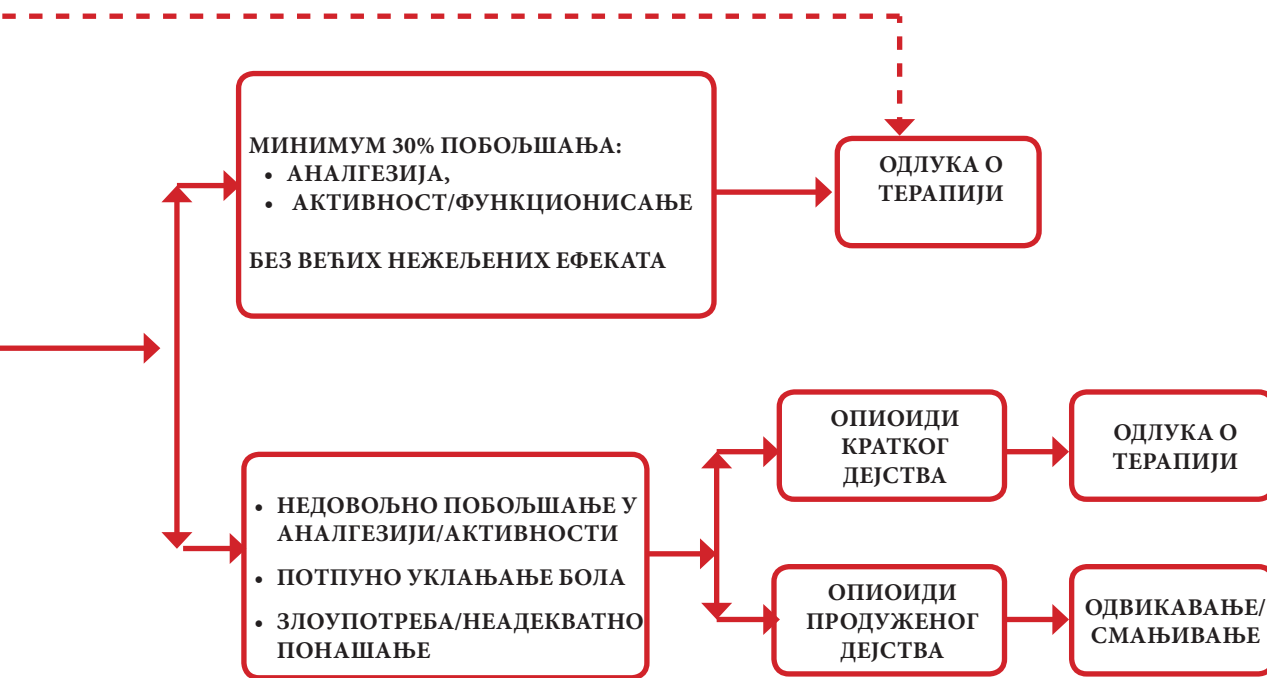 МИНИМУМ 30% ПОБОЉШАЊА:
• АНАЛГЕЗИЈА,
• АКТИВНОСТ/ФУНКЦИОНИСАЊЕ
БЕЗ ВЕЋИХ НЕЖЕЉЕНИХ ЕФЕКАТА
ОДЛУКА О
ТЕРАПИЈИ
• НЕДОВОЉНО ПОБОЉШАЊЕ У
АНАЛГЕЗИЈИ/АКТИВНОСТИ
• ПОТПУНО УКЛАЊАЊЕ БОЛА
• ЗЛОУПОТРЕБА/НЕАДЕКВАТНО
ПОНАШАЊЕ
ОПИОИДИ
КРАТКОГ
ДЕЈСТВА
ОДЛУКА О
ТЕРАПИЈИ
ОПИОИДИ
ПРОДУЖЕНОГ
ДЕЈСТВА
ОДВИКАВАЊЕ/
СМАЊИВАЊЕ